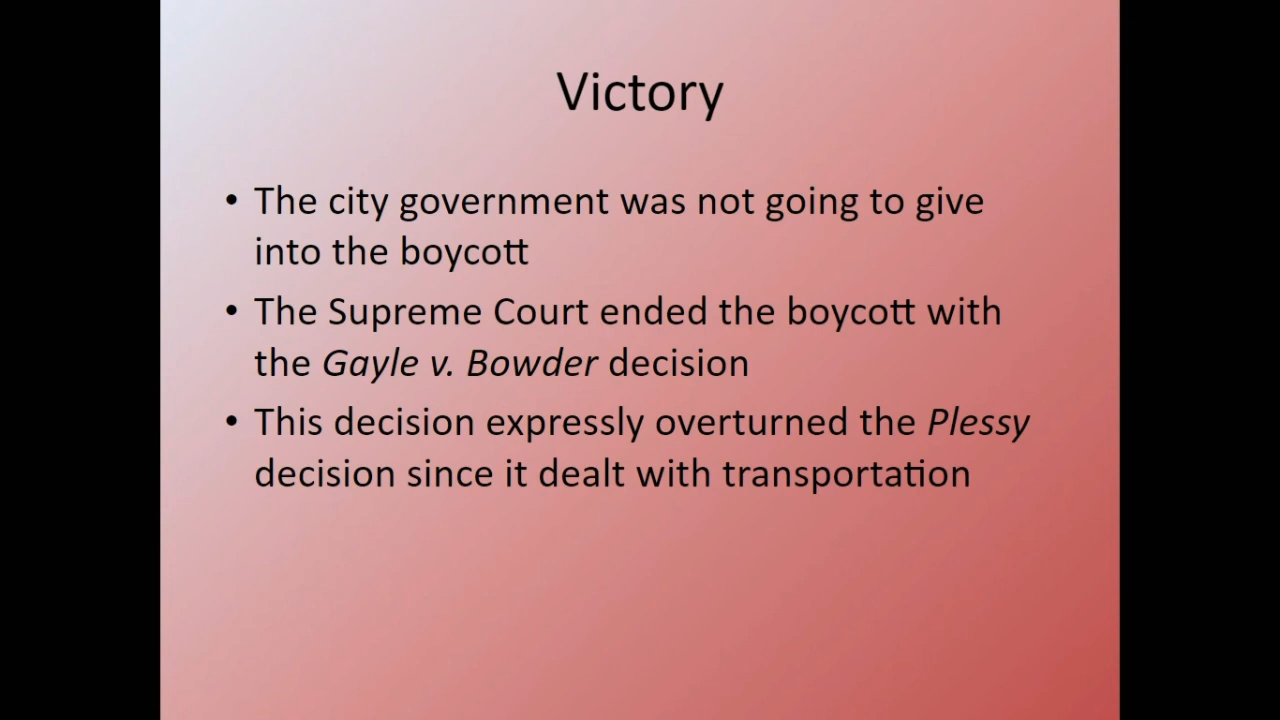 Victory
• The city government was not going to give
into the boycott
• The Supreme Court ended the boycott with
the Gayle v. Bowder decision
• This decision expressly overturned the Plessy
decision since it dealt with transportation